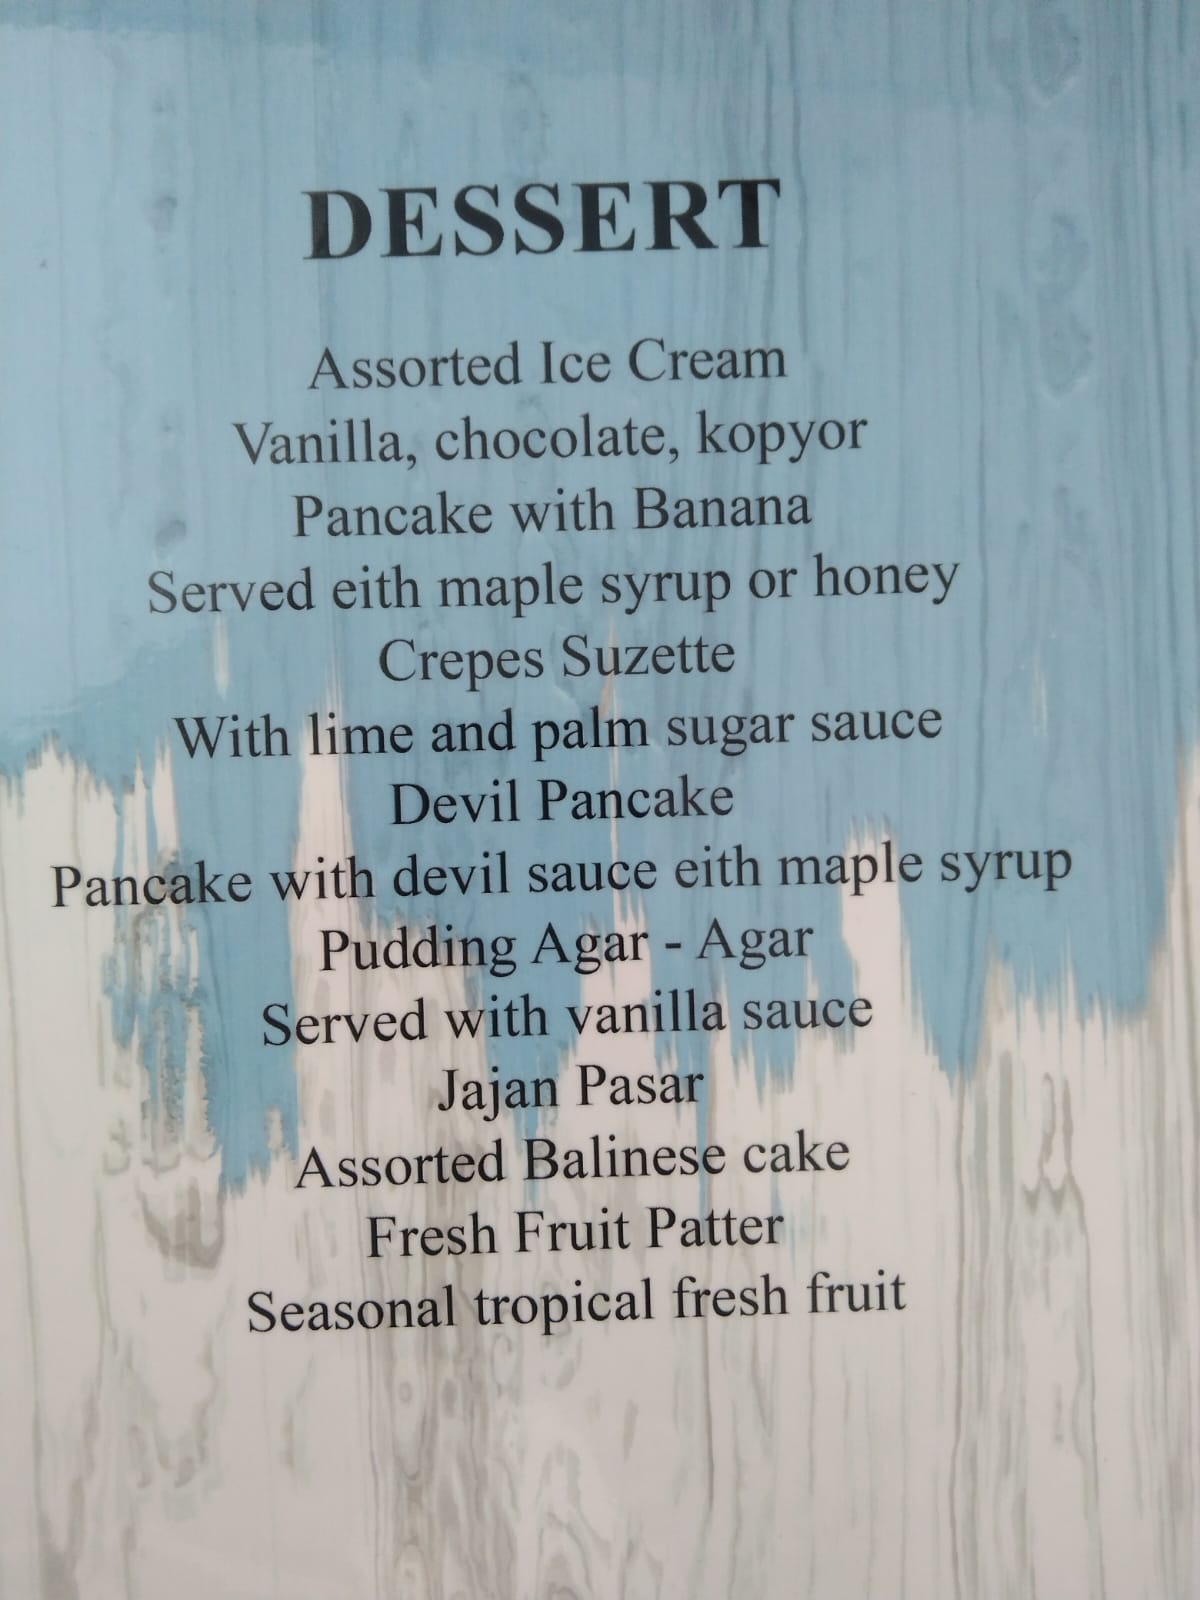 DESSERT
Assorted Ice Cream
Vanilla, chocolate, kopyor
Pancake with Banana
Served eith maple syrup or honey
Crepes Suzette
With lime and palm sugar sauce
Devil Pancake
Pancake with devil sauce eith maple syrup
Pudding Agar - Agar
Served with vanilla sauce
Jajan Pasar
Assorted Balinese cake
Fresh Fruit Patter
Seasonal tropical fresh fruit